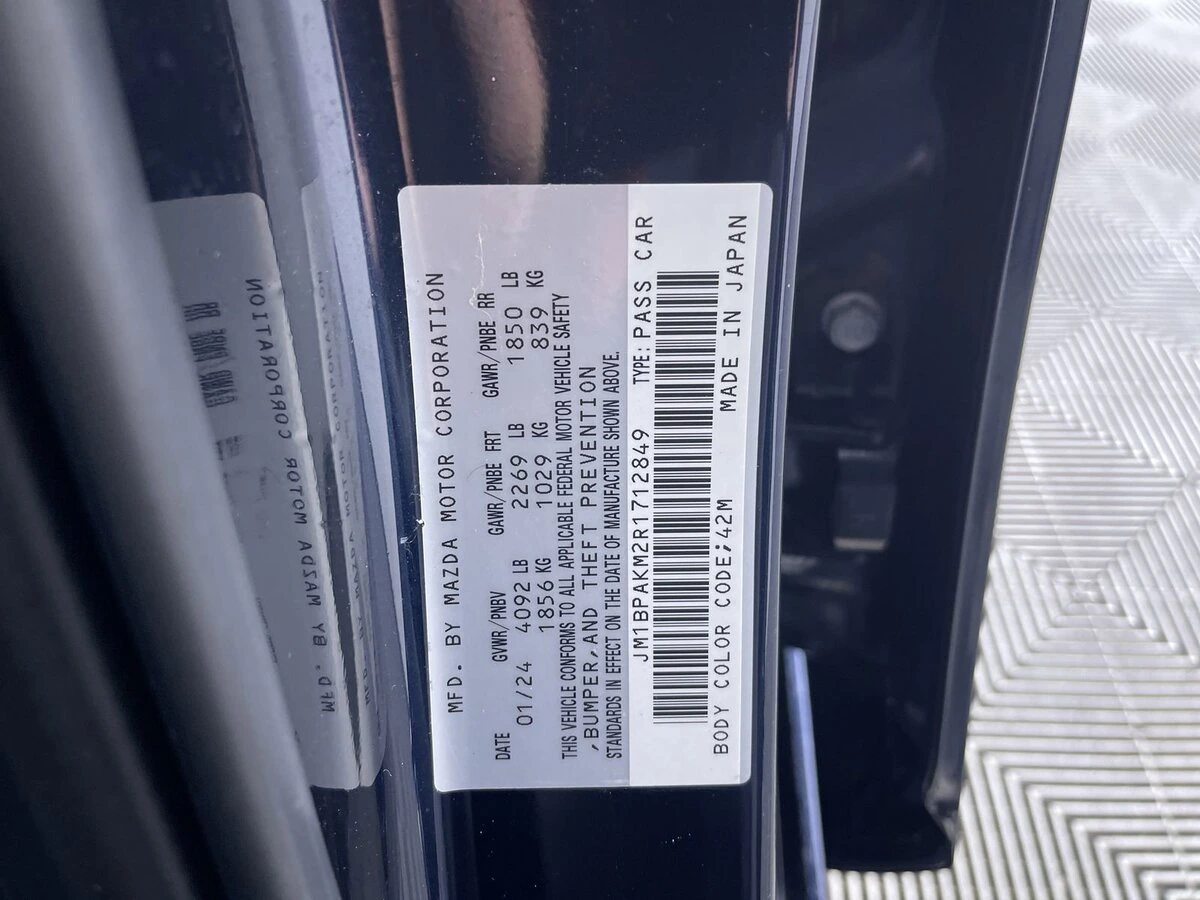 MFD. BY MAZDA MOTOR CORPORATION
DATE GVWR/PNBV GAWR/PNBE FRT GAWR/PNBE RR
01/24 4092 LB 2269 LB 1850 LB
1856 KG 1029 KG 839 KG
THIS VEHICLE CONFORMS TO ALL APPLICABLE FEDERAL MOTOR VEHICLE SAFETY
,BUMPER,AND THEFT PREVENTION
STANDARDS IN EFFECT ON THE DATE OF MANUFACTURE SHOWN ABOVE.
JM1BPAKM2R1712849 TYPE: PASS CAR
BODY COLOR CODE;42M MADE IN JAPAN
MFD. BY MAZDA MOTOR CORPORATION